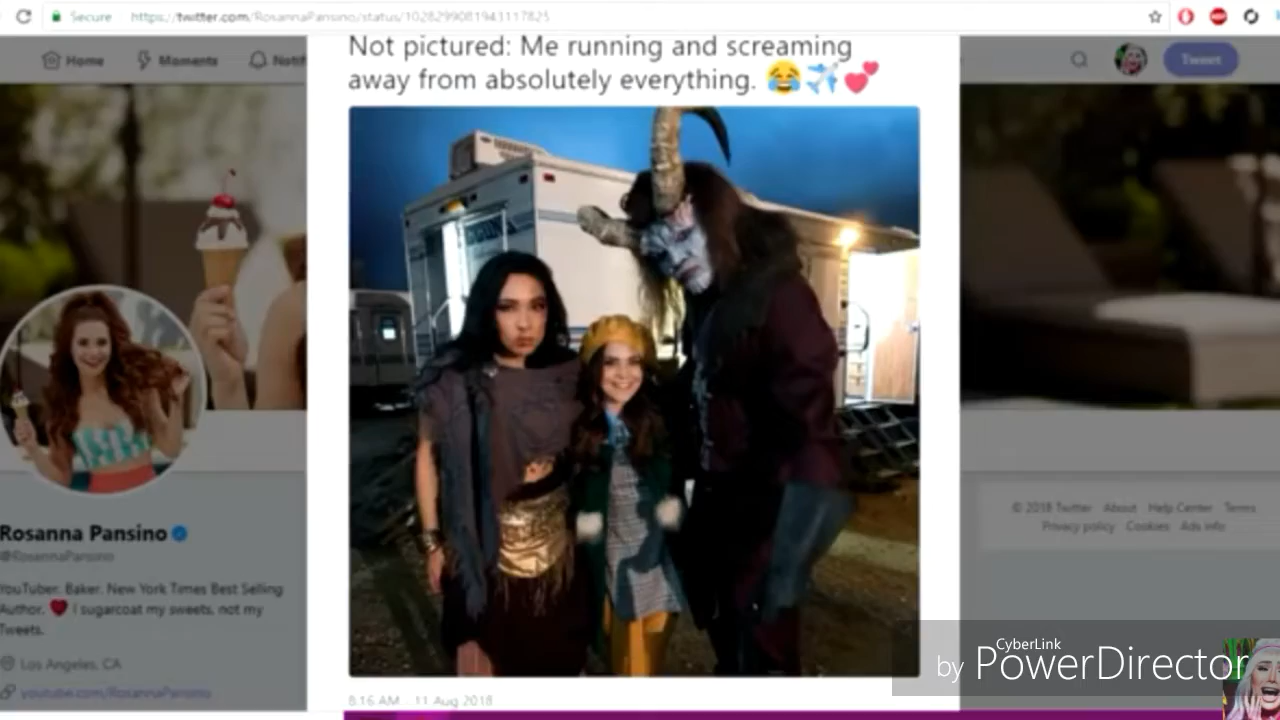 Secure
https://twitter.com/RosannaPansino/status/1028299081943117825
Home
Moments
Notif
Tweet
Not pictured: Me running and screaming
away from absolutely everything. 😂✈️💕
Rosanna Pansino
@RosannaPansino
YouTuber. Baker. New York Times Best Selling
Author. ❤️ I sugarcoat my sweets, not my
Tweets.
Los Angeles, CA
youtube.com/RosannaPansino
© 2018 Twitter About Help Center Terms
Privacy policy Cookies Ads info
8:16 AM - 11 Aug 2018
by CyberLink
PowerDirector